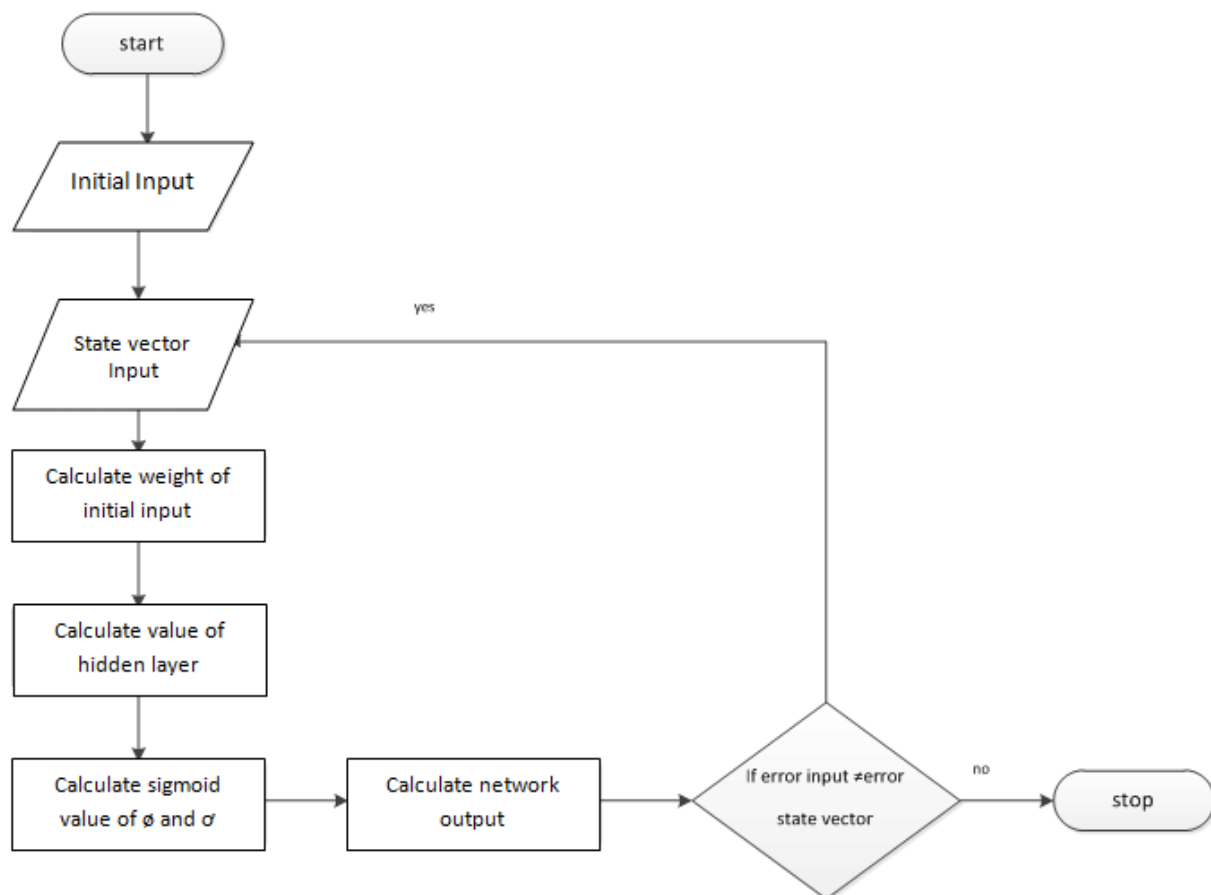 start
Initial Input
State vector
Input
yes
Calculate weight of
initial input
Calculate value of
hidden layer
Calculate sigmoid
value of ø and ơ
Calculate network
output
If error input ≠error
state vector
no
stop